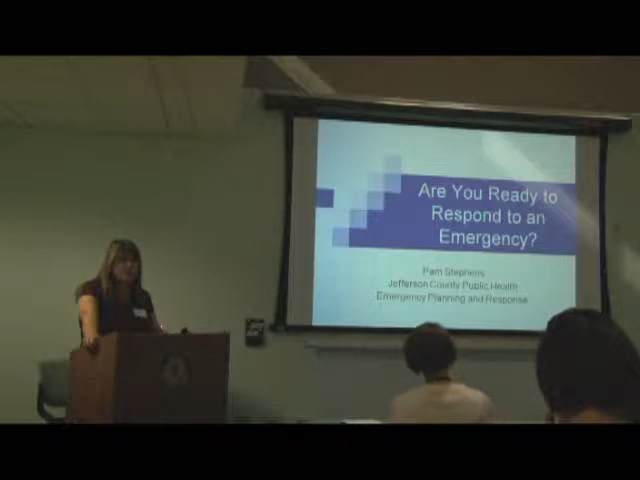 Are You Ready to
Respond to an
Emergency?
Pam Stephens
Jefferson County Public Health
Emergency Planning and Response